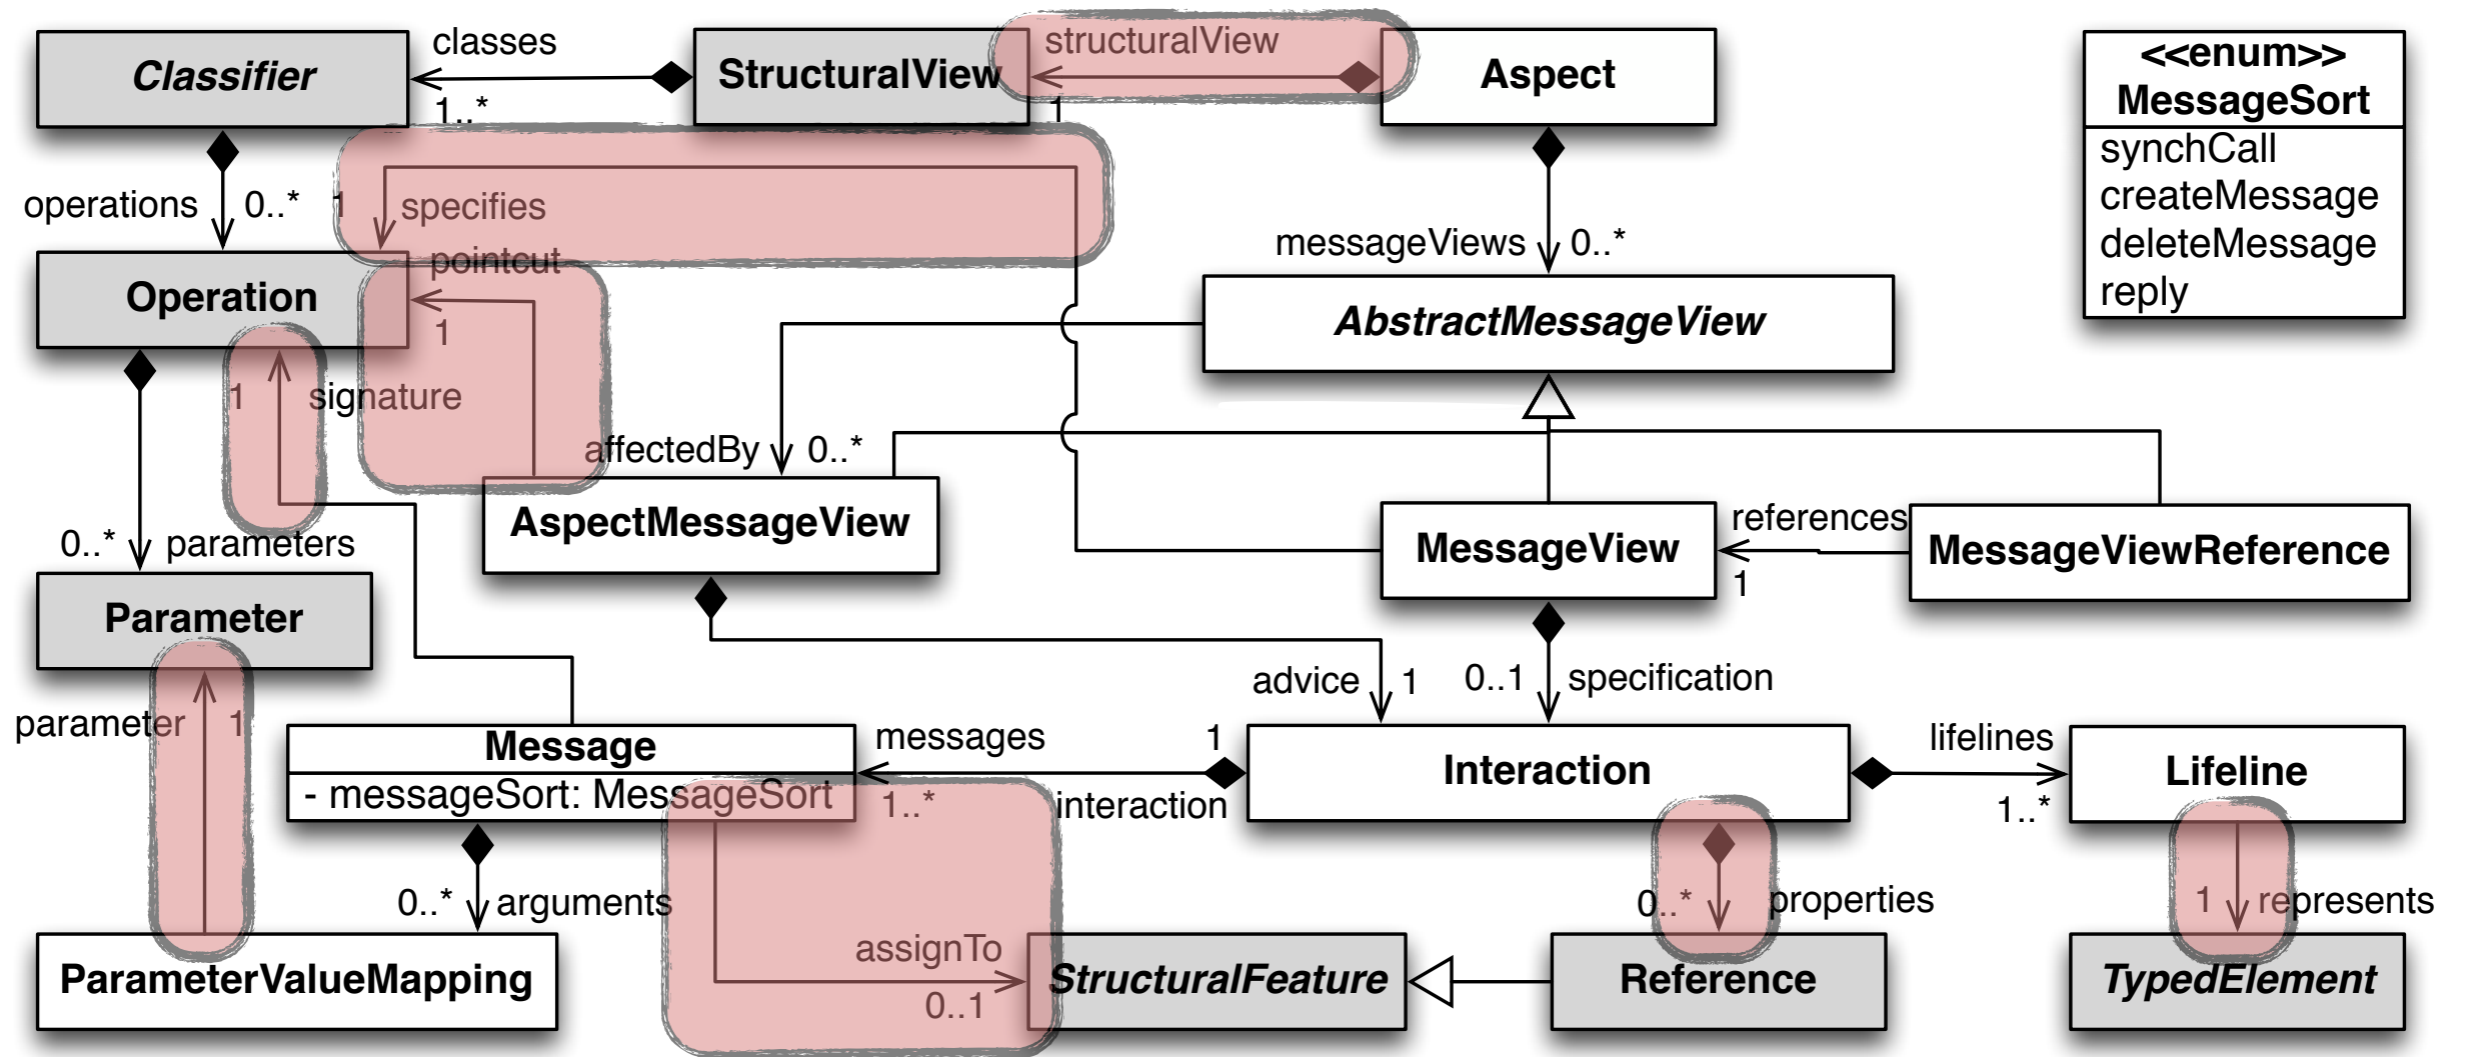 classes
structuralView
Classifier
StructuralView
Aspect
<<enum>>
MessageSort
1..*
1
synchCall
createMessage
deleteMessage
reply
operations
0..*
1
specifies
messageViews
0..*
pointcut
Operation
1
AbstractMessageView
1
signature
affectedBy
0..*
0..*
parameters
AspectMessageView
MessageView
references
1
MessageViewReference
Parameter
advice
1
0..1
specification
parameter
1
Message
- messageSort: MessageSort
messages
1
1..*
interaction
Interaction
lifelines
1..*
Lifeline
0..*
arguments
0..*
properties
1
represents
ParameterValueMapping
assignTo
0..1
StructuralFeature
Reference
TypedElement